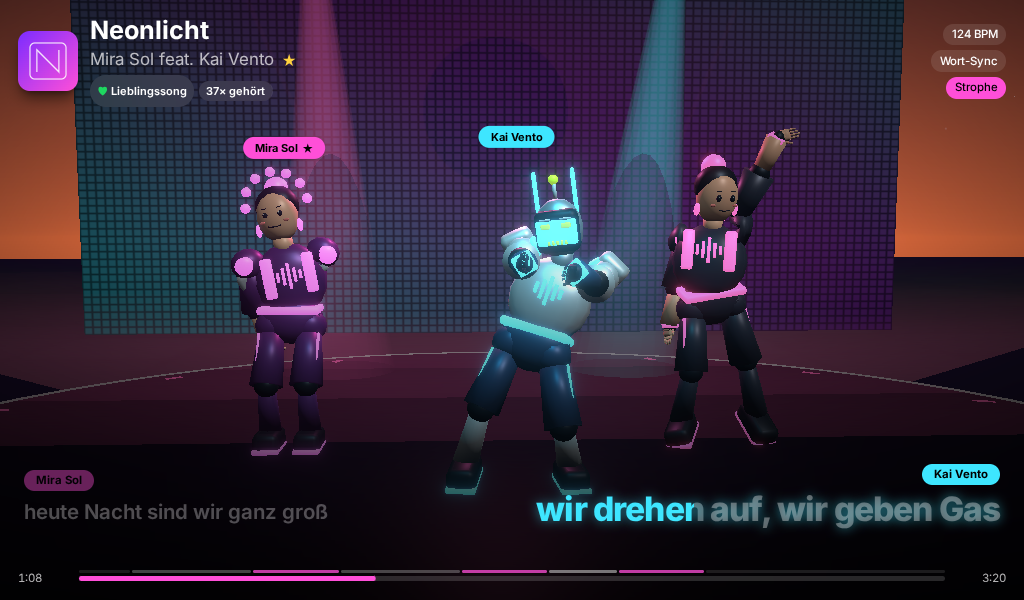 Neonlicht
Mira Sol feat. Kai Vento ★
Lieblingssong
37× gehört
124 BPM
Wort-Sync
Strophe
Mira Sol ★
Kai Vento
Mira Sol
heute Nacht sind wir ganz groß
Kai Vento
wir drehen auf, wir geben Gas
1:08
3:20